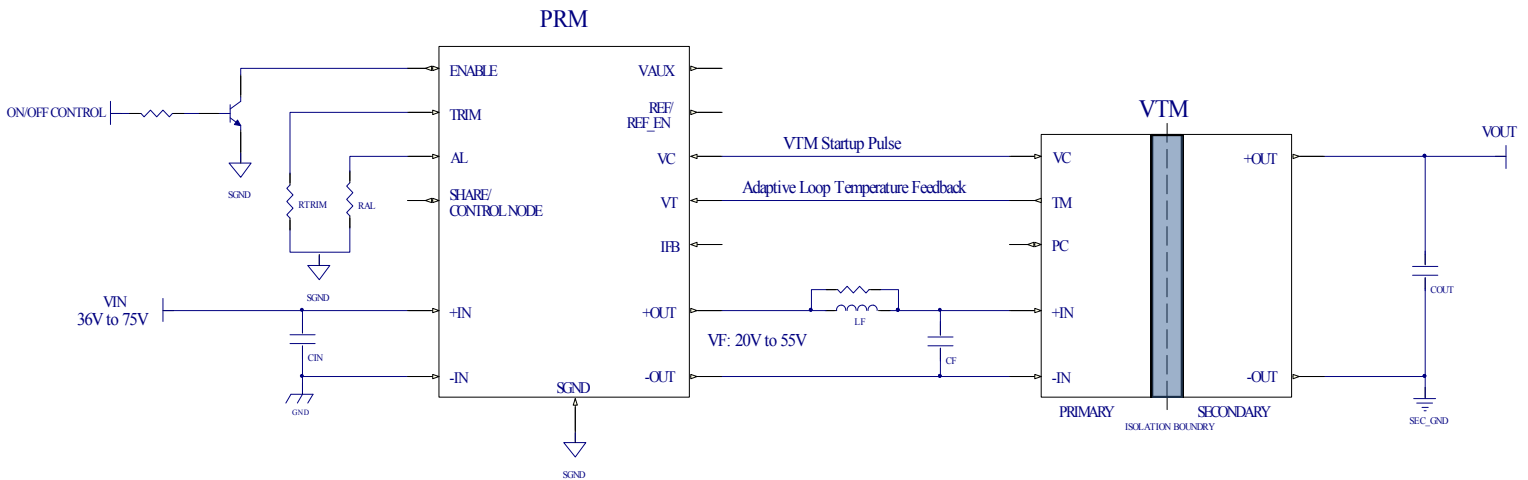 PRM
ENABLE
VAUX
ON/OFF CONTROL
TRIM
REF/
REF_EN
VTM
VOUT
AL
VC
VTM Startup Pulse
VC
+OUT
SGND
RTRIM
RAL
SHARE/
CONTROL NODE
VT
Adaptive Loop Temperature Feedback
TM
IFB
PC
SGND
COUT
VIN
36V to 75V
+IN
+OUT
LF
+IN
VF: 20V to 55V
CIN
CF
-IN
SGND
-OUT
-IN
-OUT
GND
PRIMARY
SECONDARY
ISOLATION BOUNDRY
SEC_GND
SGND